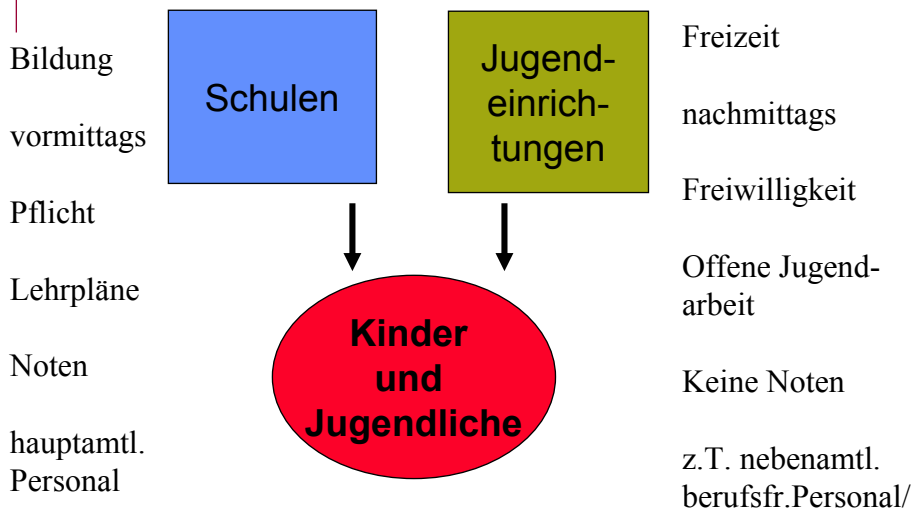 Bildung
vormittags
Pflicht
Lehrpläne
Noten
hauptamtl.
Personal
Schulen
Jugend-
einrich-
tungen
Kinder
und
Jugendliche
Freizeit
nachmittags
Freiwilligkeit
Offene Jugend-
arbeit
Keine Noten
z.T. nebenamtl.
berufsfr.Personal/